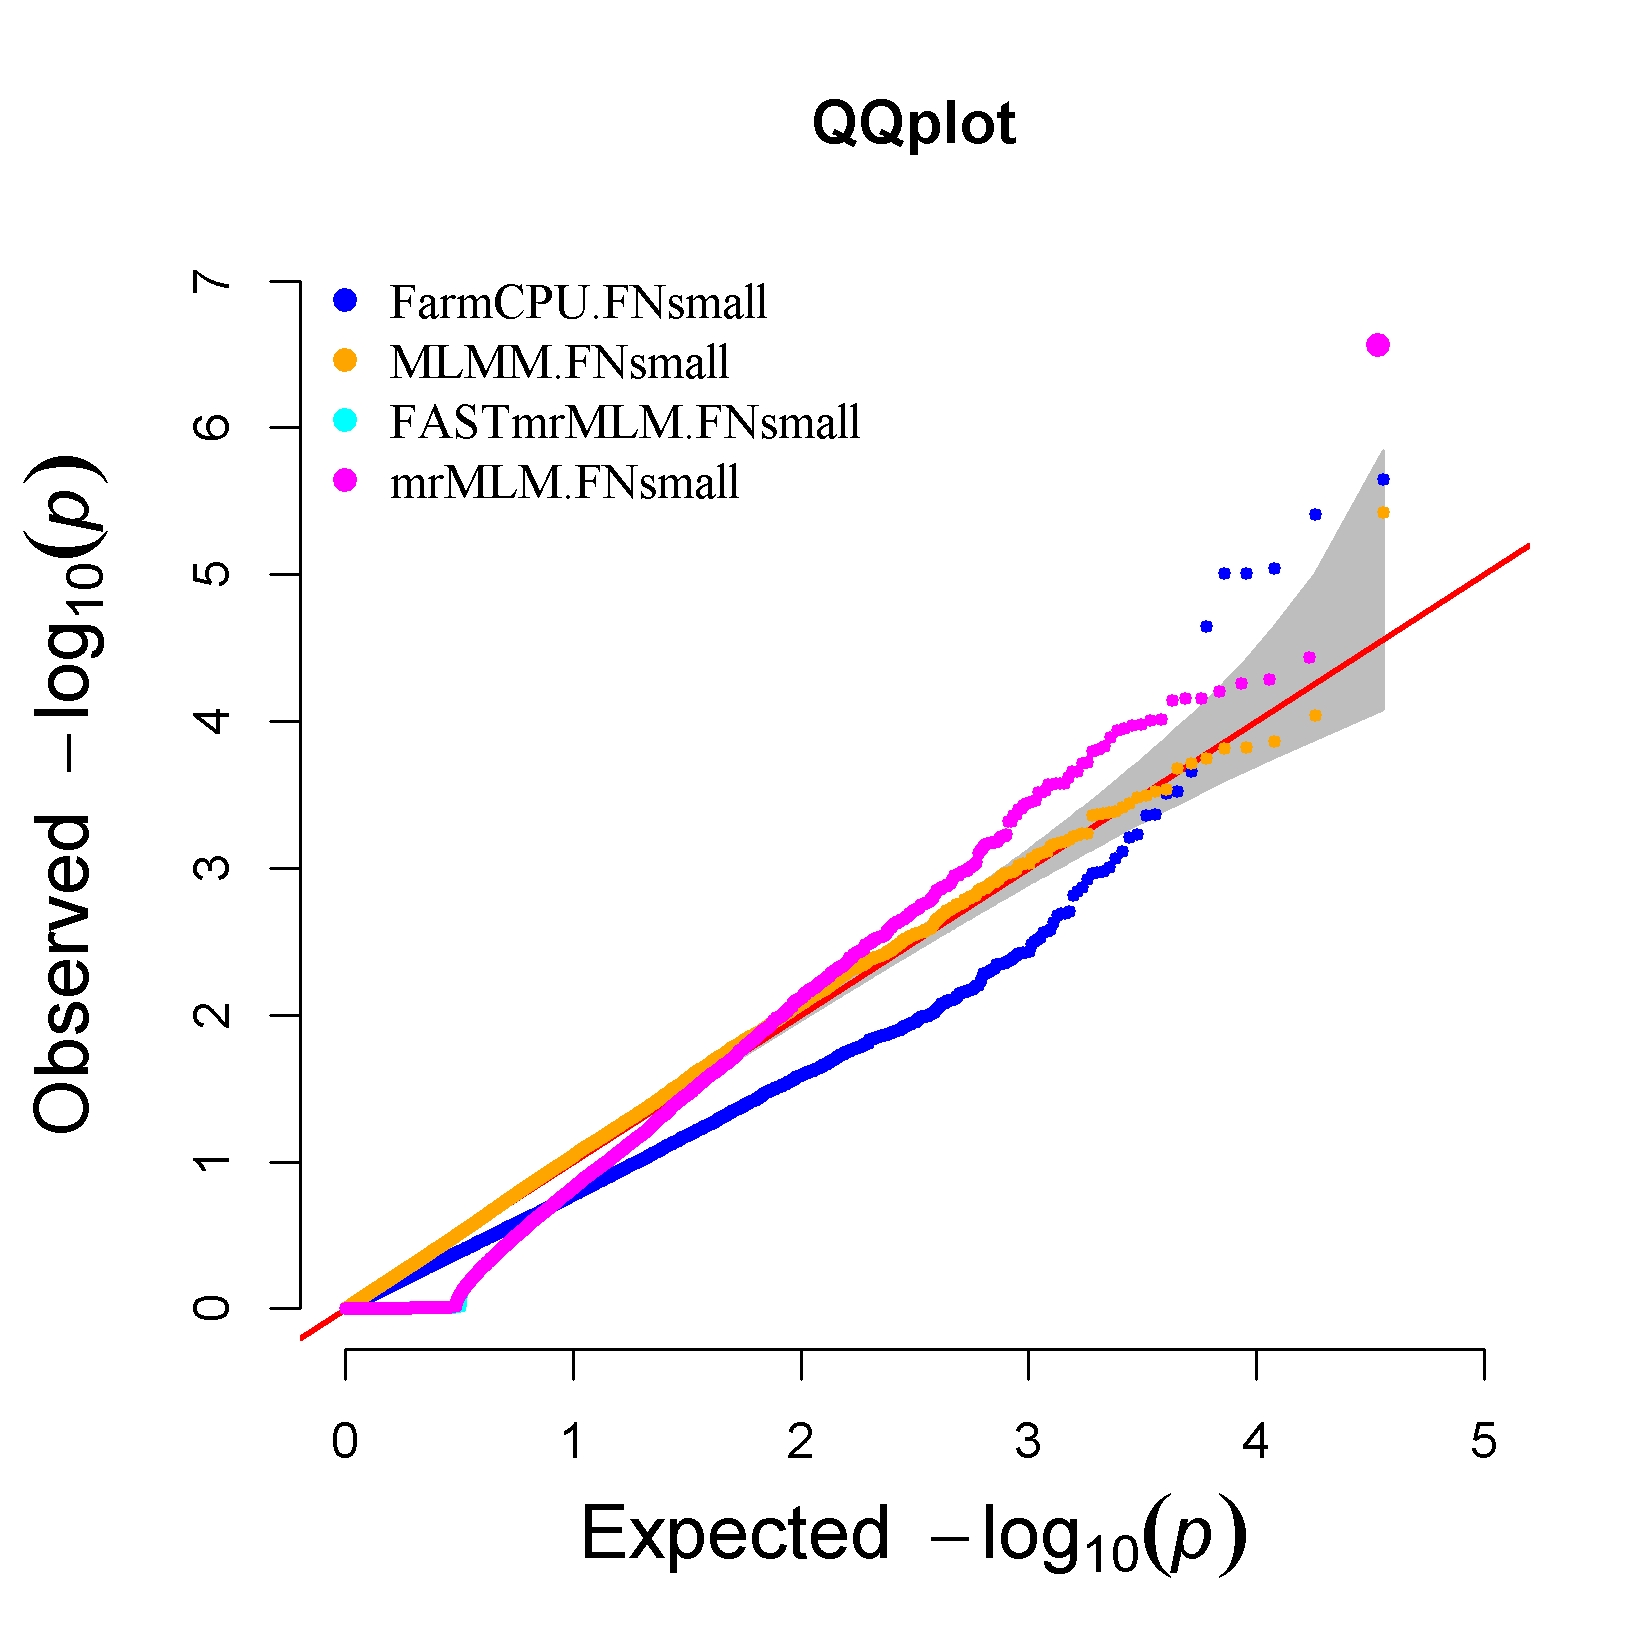 QQplot
FarmCPU.FNsmall
MLMM.FNsmall
FASTmrMLM.FNsmall
mrMLM.FNsmall
Observed −log₁₀(p)
7
6
5
4
3
2
1
0
0 1 2 3 4 5
Expected −log₁₀(p)